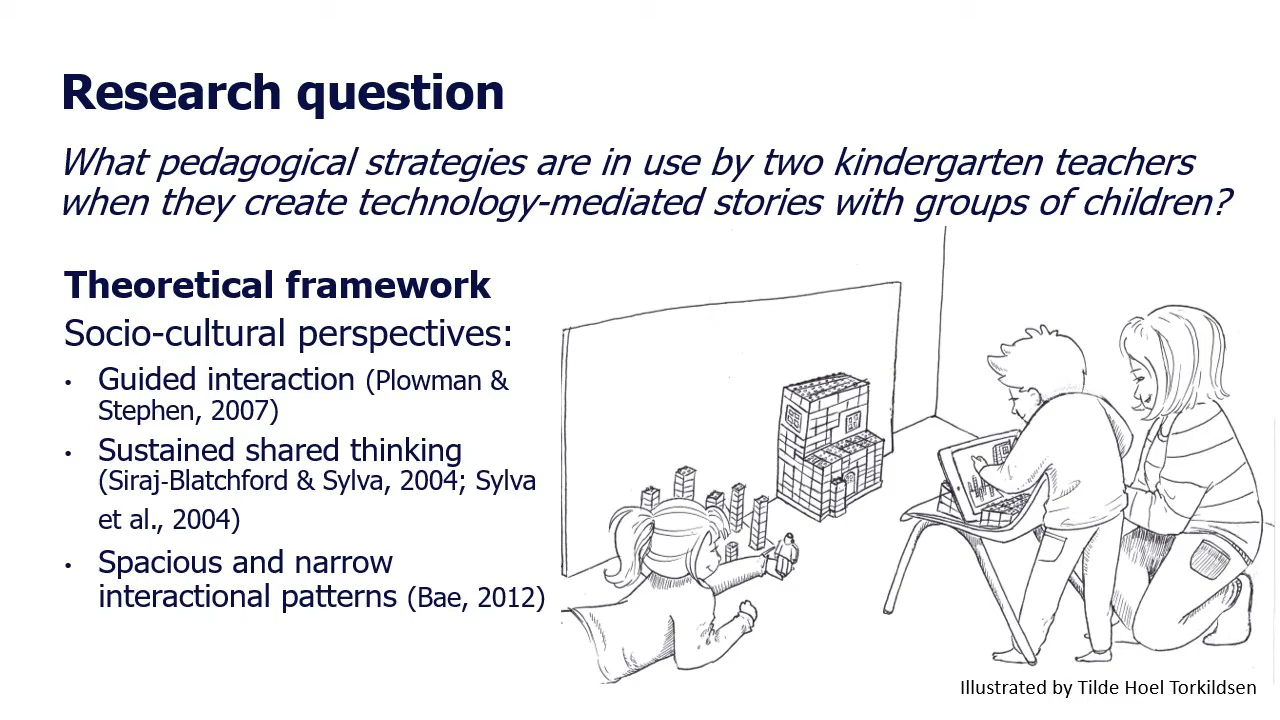 Research question
What pedagogical strategies are in use by two kindergarten teachers
when they create technology-mediated stories with groups of children?
Theoretical framework
Socio-cultural perspectives:
• Guided interaction (Plowman &
Stephen, 2007)
• Sustained shared thinking
(Siraj-Blatchford & Sylva, 2004; Sylva
et al., 2004)
• Spacious and narrow
interactional patterns (Bae, 2012)
Illustrated by Tilde Hoel Torkildsen